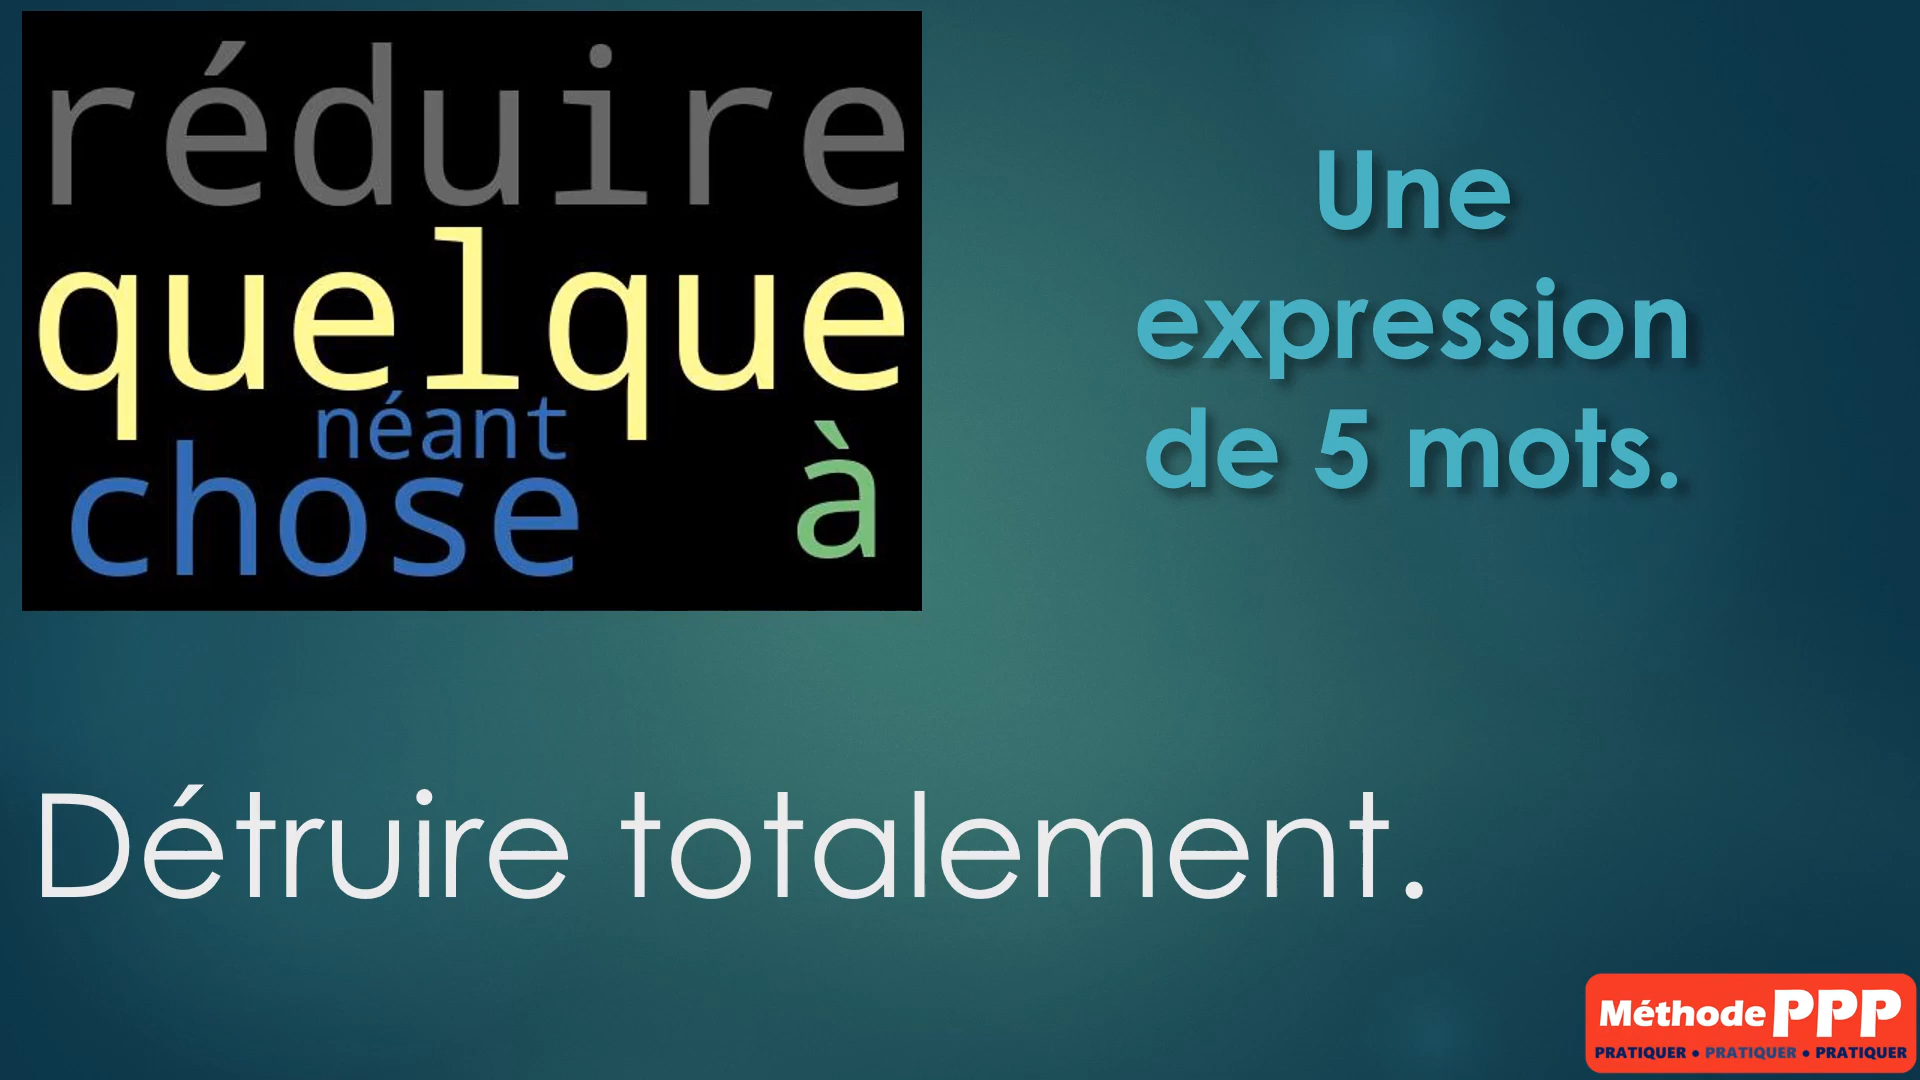 réduire
quelque
néant
chose à
Une
expression
de 5 mots.
Détruire totalement.
Méthode PPP
PRATIQUER • PRATIQUER • PRATIQUER